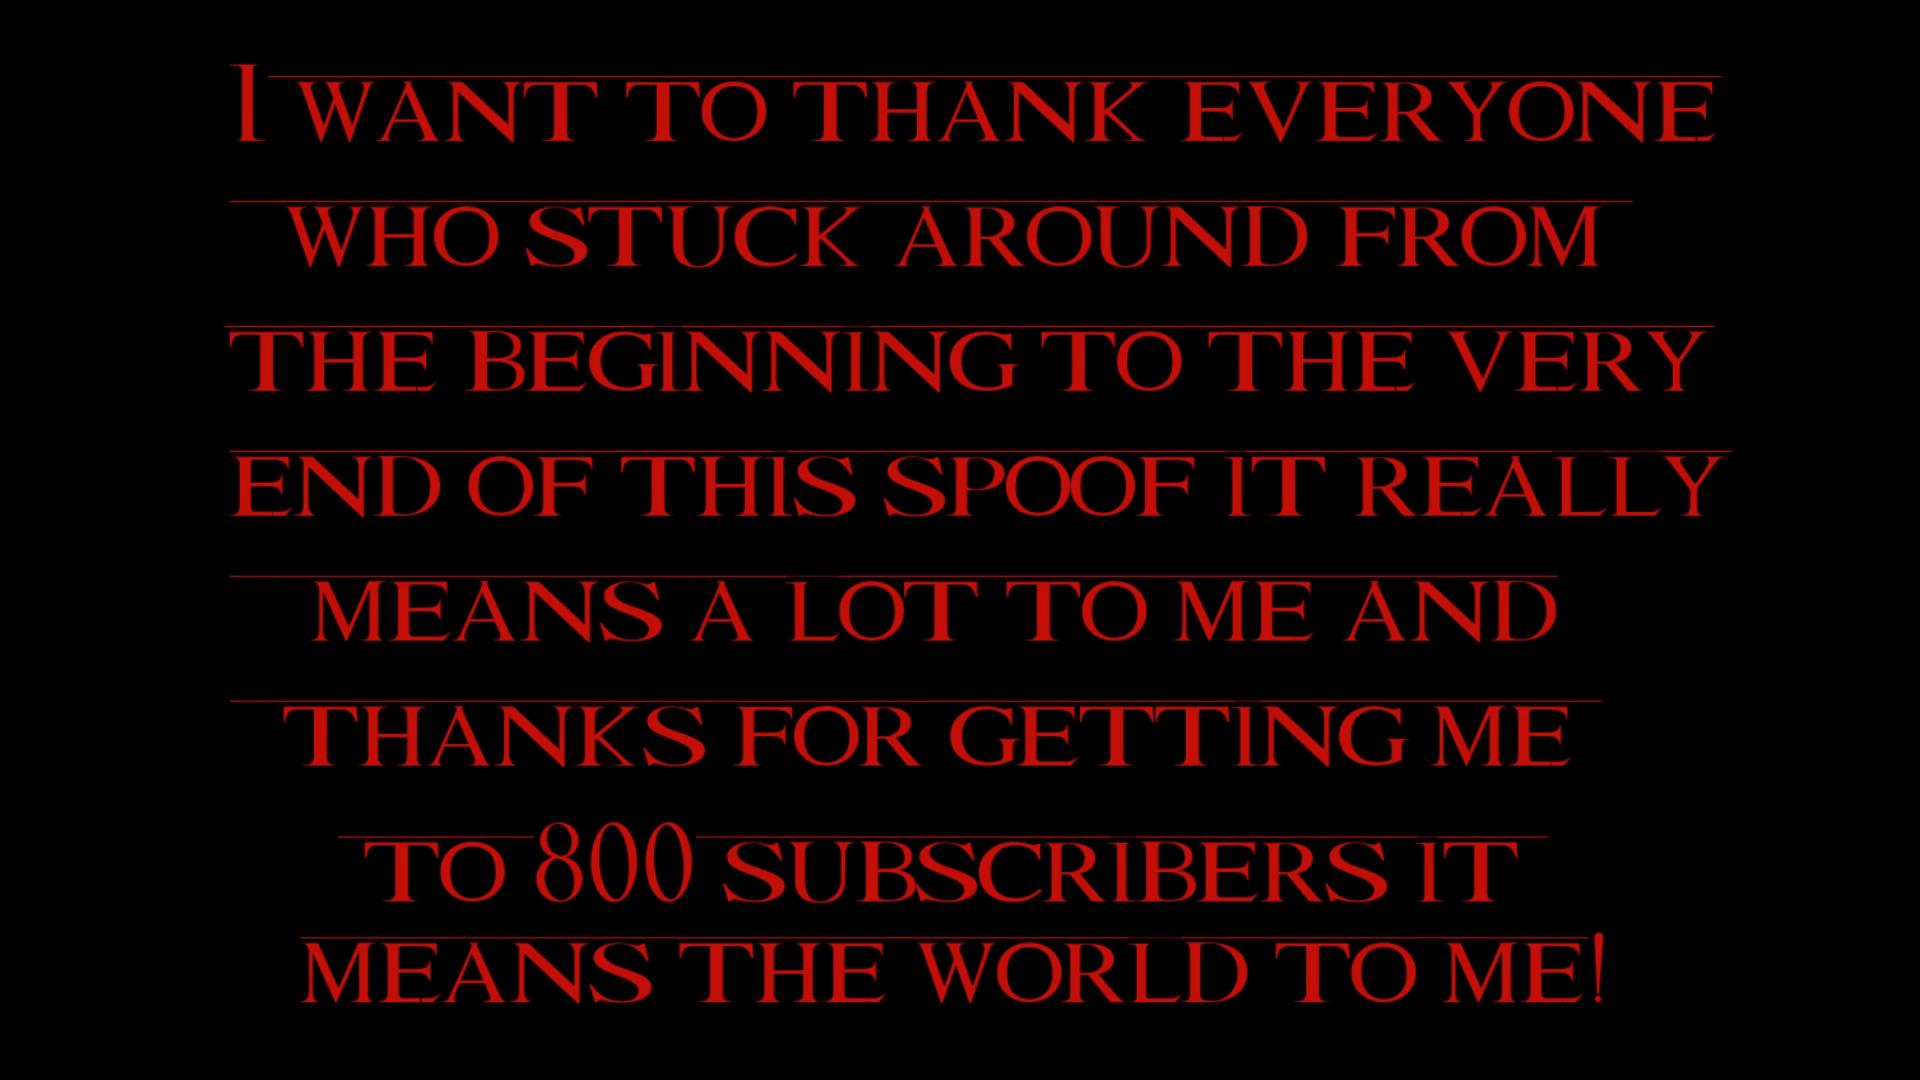 I WANT TO THANK EVERYONE
WHO STUCK AROUND FROM
THE BEGINNING TO THE VERY
END OF THIS SPOOF IT REALLY
MEANS A LOT TO ME AND
THANKS FOR GETTING ME
TO 800 SUBSCRIBERS IT
MEANS THE WORLD TO ME!